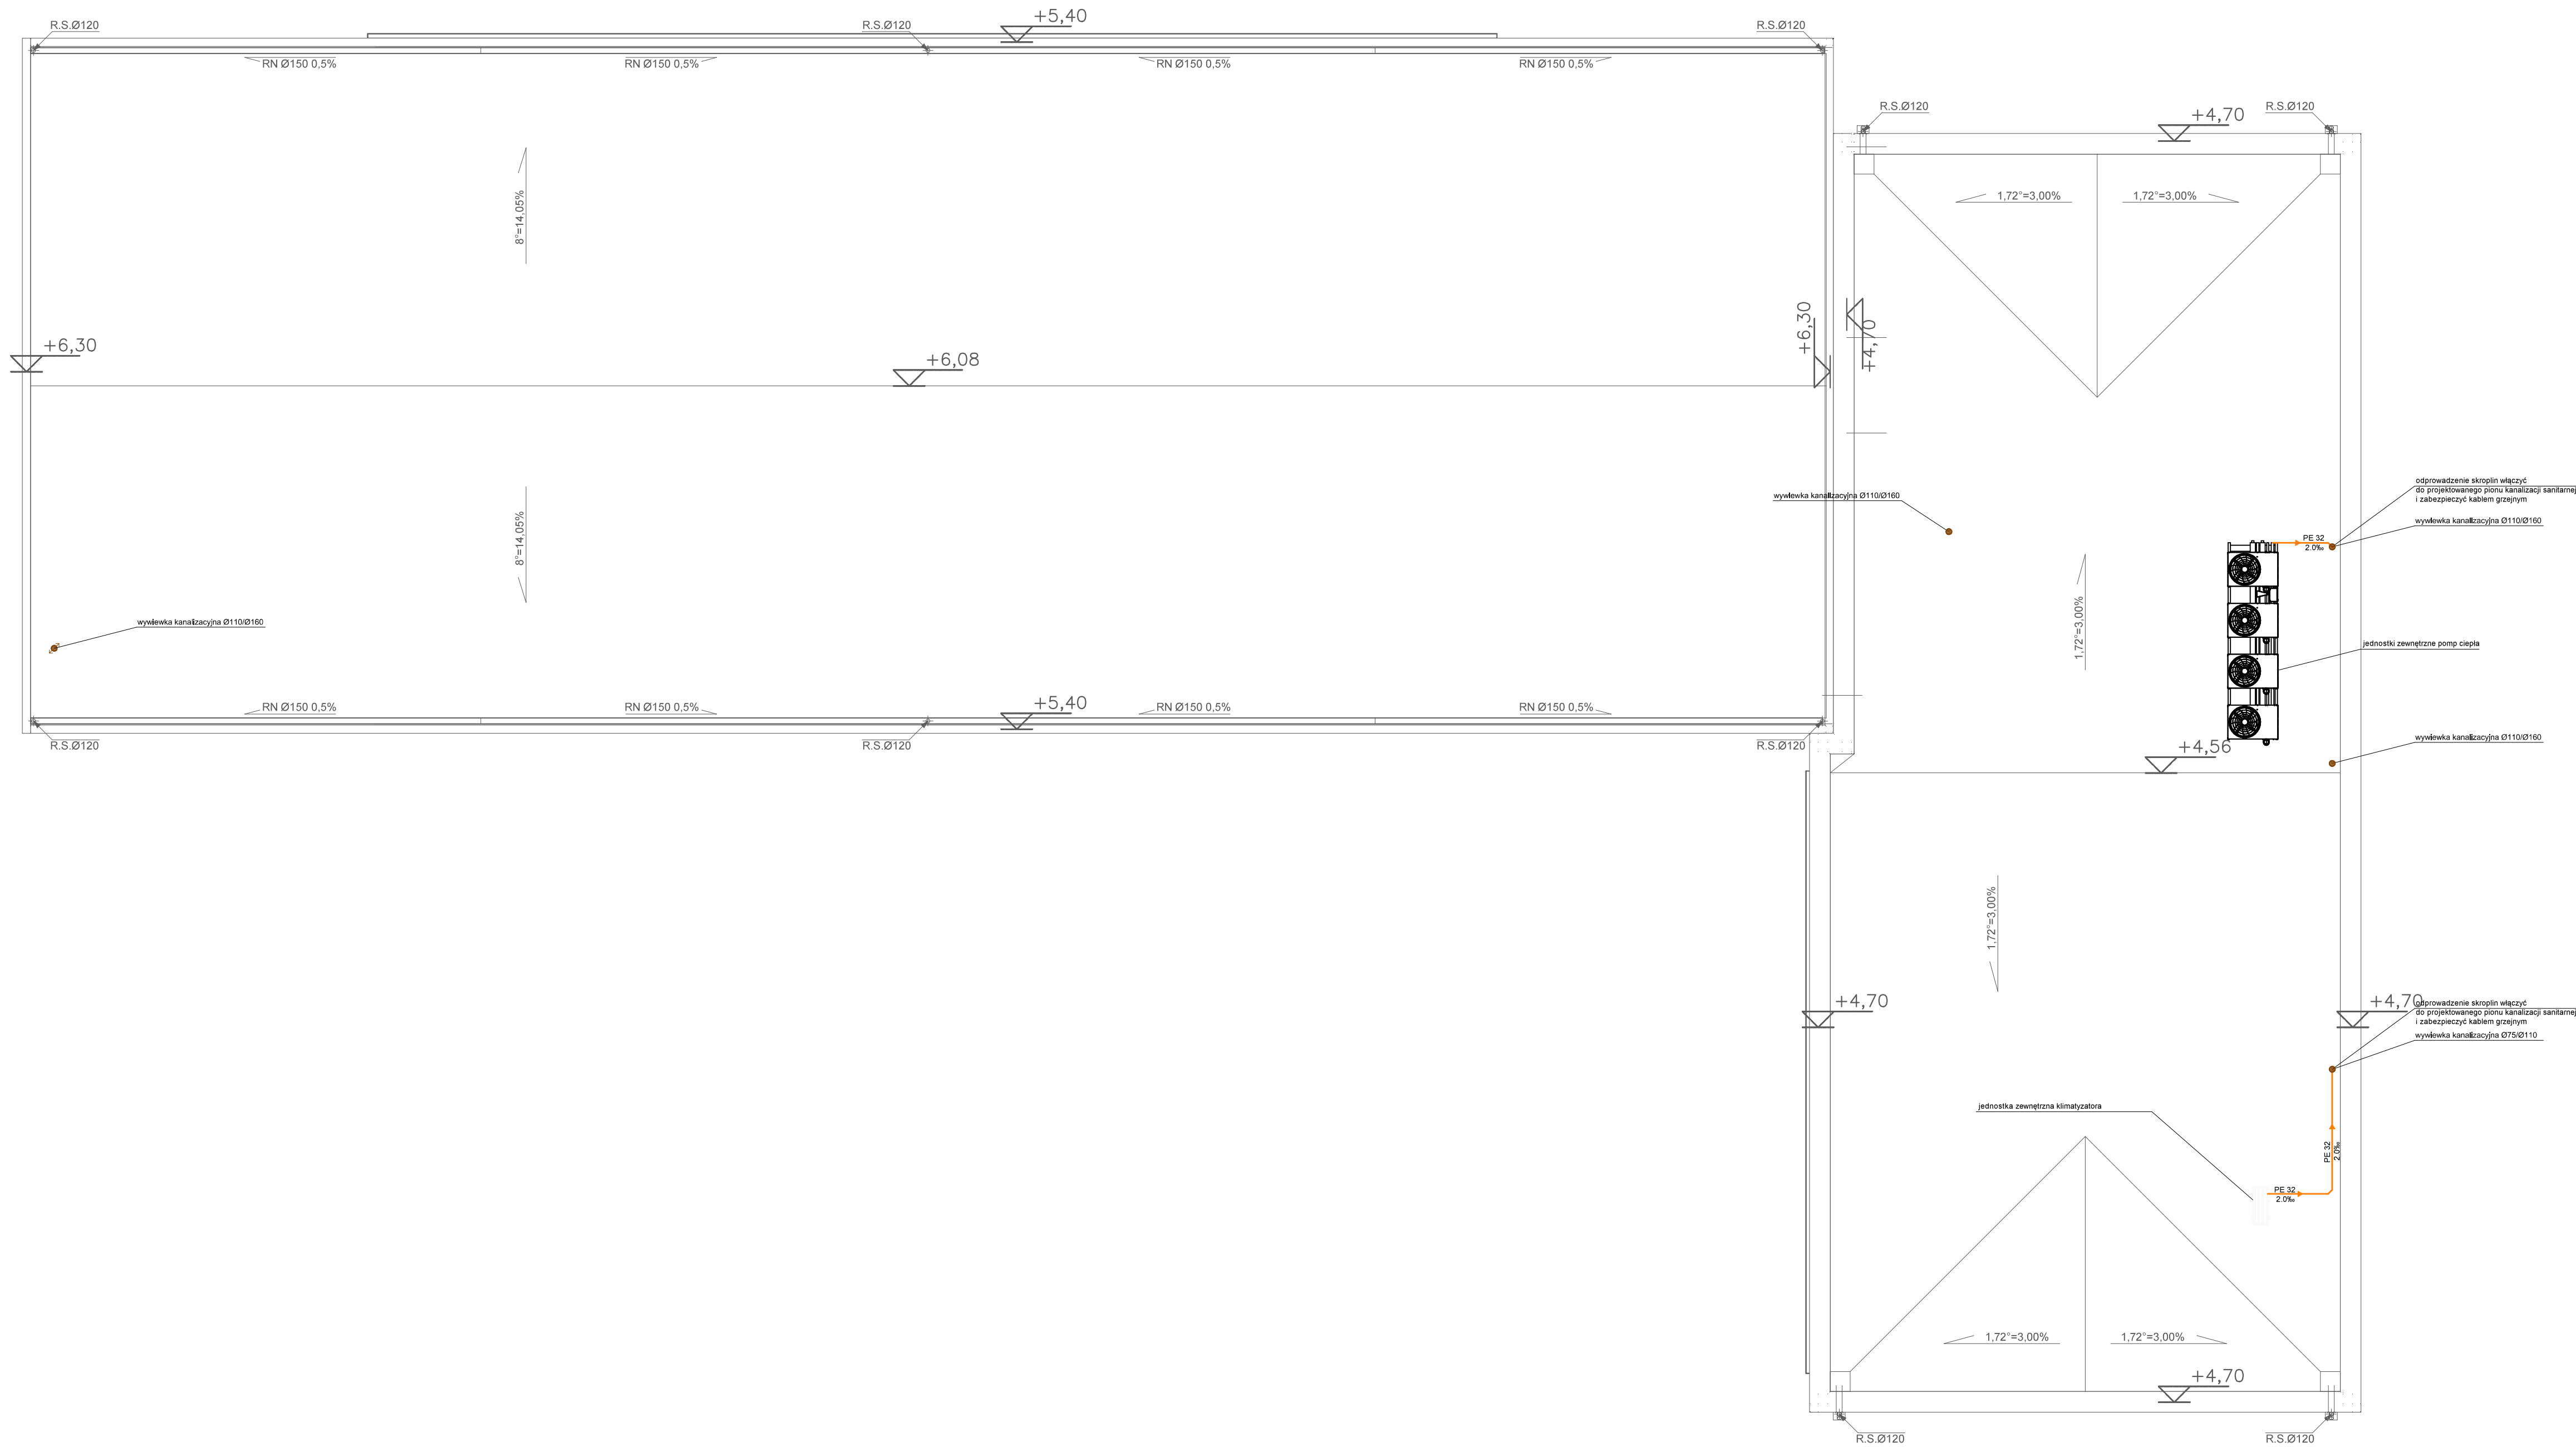 R.S.Ø120
R.S.Ø120
+5,40
R.S.Ø120
RN Ø150 0,5%
RN Ø150 0,5%
RN Ø150 0,5%
RN Ø150 0,5%
R.S.Ø120
+4,70
R.S.Ø120
8°=14,05%
1,72°=3,00%
1,72°=3,00%
+6,30
+6,08
+6,30
+4,70
odprowadzenie skroplin włączyć
do projektowanego pionu kanalizacji sanitarnej
i zabezpieczyć kablem grzejnym
wywiewka kanalizacyjna Ø110/Ø160
wywiewka kanalizacyjna Ø110/Ø160
PE 32
2.0‰
8°=14,05%
1,72°=3,00%
wywiewka kanalizacyjna Ø110/Ø160
jednostki zewnętrzne pomp ciepła
RN Ø150 0,5%
RN Ø150 0,5%
+5,40
RN Ø150 0,5%
RN Ø150 0,5%
R.S.Ø120
R.S.Ø120
R.S.Ø120
+4,56
wywiewka kanalizacyjna Ø110/Ø160
1,72°=3,00%
+4,70
+4,70
odprowadzenie skroplin włączyć
do projektowanego pionu kanalizacji sanitarnej
i zabezpieczyć kablem grzejnym
wywiewka kanalizacyjna Ø75/Ø110
jednostka zewnętrzna klimatyzatora
PE 32
2.0‰
PE 32
2.0‰
1,72°=3,00%
1,72°=3,00%
+4,70
R.S.Ø120
R.S.Ø120